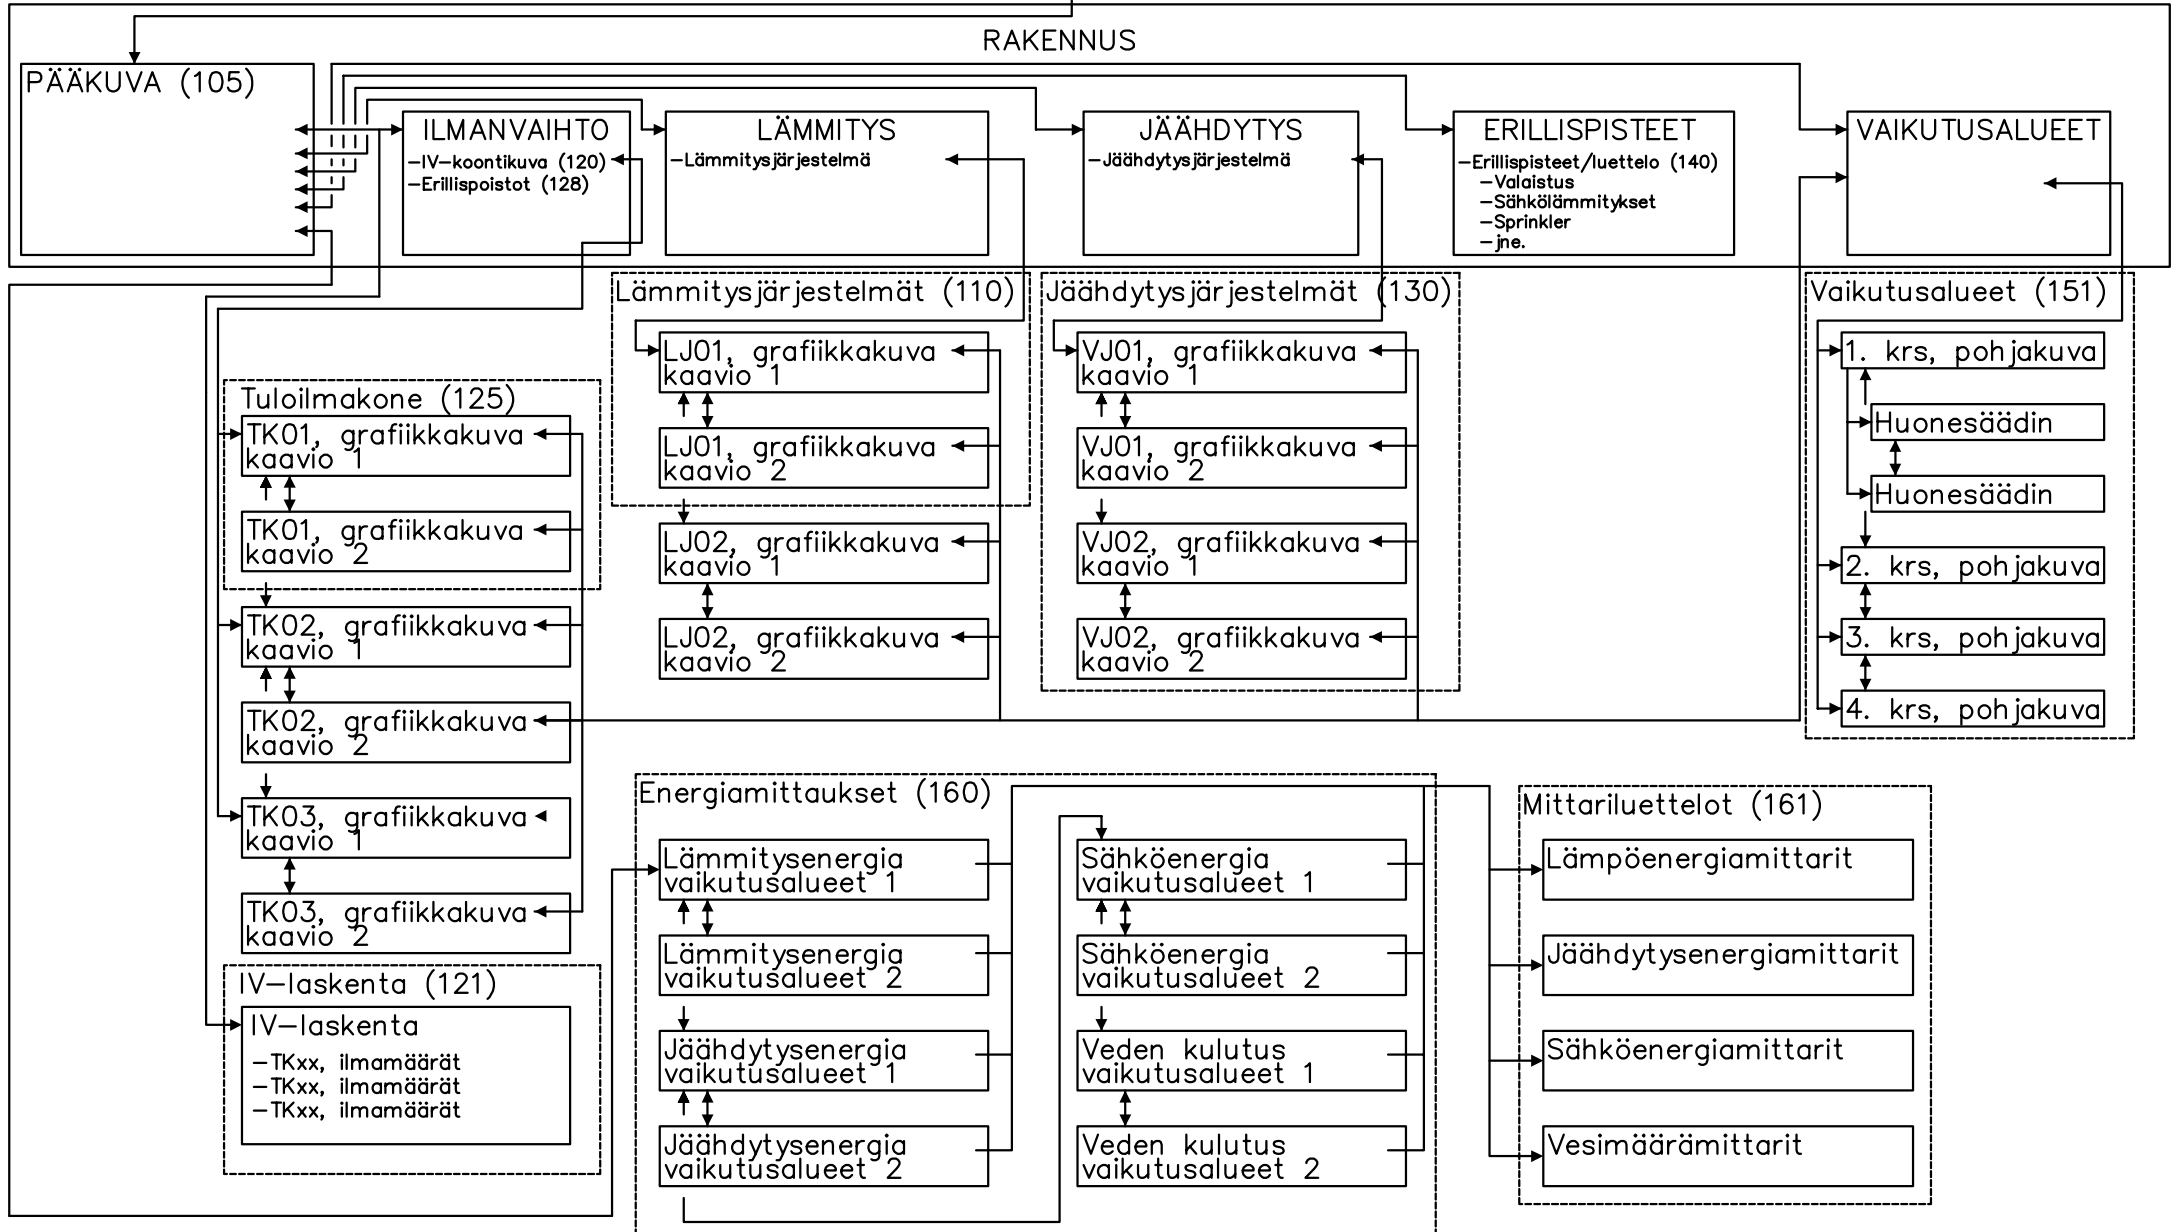 RAKENNUS
PÄÄKUVA (105)
ILMANVAIHTO
–IV–koontikuva (120)
–Erillispoistot (128)
LÄMMITYS
–Lämmitysjärjestelmä
JÄÄHDYTYS
–Jäähdytysjärjestelmä
ERILLISPISTEET
–Erillispisteet/luettelo (140)
–Valaistus
–Sähkölämmitykset
–Sprinkler
–jne.
VAIKUTUSALUEET
Tuloilmakone (125)
TK01, grafiikkakuva
kaavio 1
TK01, grafiikkakuva
kaavio 2
TK02, grafiikkakuva
kaavio 1
TK02, grafiikkakuva
kaavio 2
TK03, grafiikkakuva
kaavio 1
TK03, grafiikkakuva
kaavio 2
IV–laskenta (121)
IV–laskenta
–TKxx, ilmamäärät
–TKxx, ilmamäärät
–TKxx, ilmamäärät
Lämmitysjärjestelmät (110)
LJ01, grafiikkakuva
kaavio 1
LJ01, grafiikkakuva
kaavio 2
LJ02, grafiikkakuva
kaavio 1
LJ02, grafiikkakuva
kaavio 2
Jäähdytysjärjestelmät (130)
VJ01, grafiikkakuva
kaavio 1
VJ01, grafiikkakuva
kaavio 2
VJ02, grafiikkakuva
kaavio 1
VJ02, grafiikkakuva
kaavio 2
Vaikutusalueet (151)
1. krs, pohjakuva
Huonesäädin
Huonesäädin
2. krs, pohjakuva
3. krs, pohjakuva
4. krs, pohjakuva
Energiamittaukset (160)
Lämmitysenergia
vaikutusalueet 1
Lämmitysenergia
vaikutusalueet 2
Jäähdytysenergia
vaikutusalueet 1
Jäähdytysenergia
vaikutusalueet 2
Sähköenergia
vaikutusalueet 1
Sähköenergia
vaikutusalueet 2
Veden kulutus
vaikutusalueet 1
Veden kulutus
vaikutusalueet 2
Mittariluettelot (161)
Lämpöenergiamittarit
Jäähdytysenergiamittarit
Sähköenergiamittarit
Vesimäärämittarit